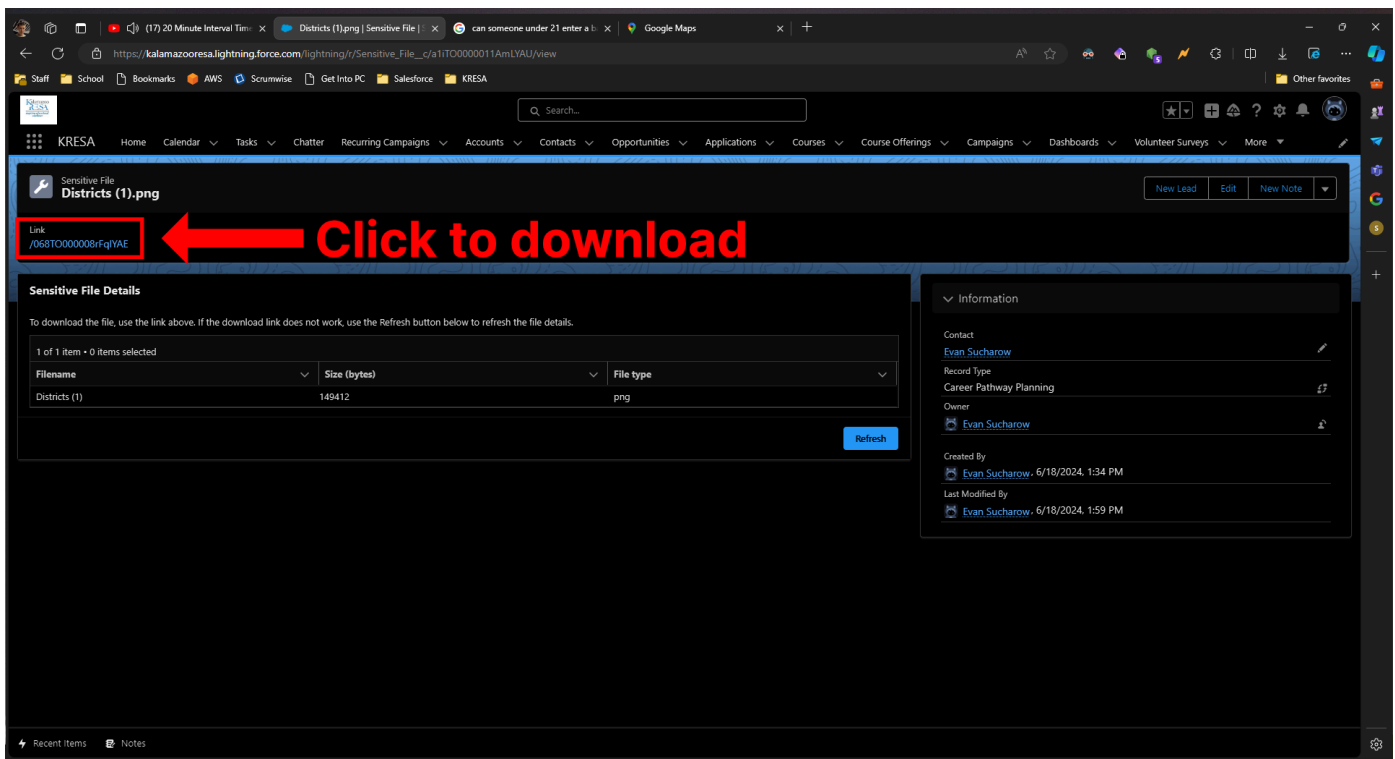 (17) 20 Minute Interval Time
Districts (1).png | Sensitive File | S
can someone under 21 enter a b
Google Maps
https://kalamazooresa.lightning.force.com/lightning/r/Sensitive_File__c/a1iTO0000011AmLYAU/view
Staff School Bookmarks AWS Scrumwise Get Into PC Salesforce KRESA Other favorites
Search...
KRESA Home Calendar Tasks Chatter Recurring Campaigns Accounts Contacts Opportunities Applications Courses Course Offerings Campaigns Dashboards Volunteer Surveys More
Sensitive File
Districts (1).png
New Lead Edit New Note
Link
/068TO000008rFqIYAE
Click to download
Sensitive File Details
To download the file, use the link above. If the download link does not work, use the Refresh button below to refresh the file details.
1 of 1 item • 0 items selected
Filename Size (bytes) File type
Districts (1) 149412 png
Refresh
Information
Contact
Evan Sucharow
Record Type
Career Pathway Planning
Owner
Evan Sucharow
Created By
Evan Sucharow, 6/18/2024, 1:34 PM
Last Modified By
Evan Sucharow, 6/18/2024, 1:59 PM
Recent Items Notes